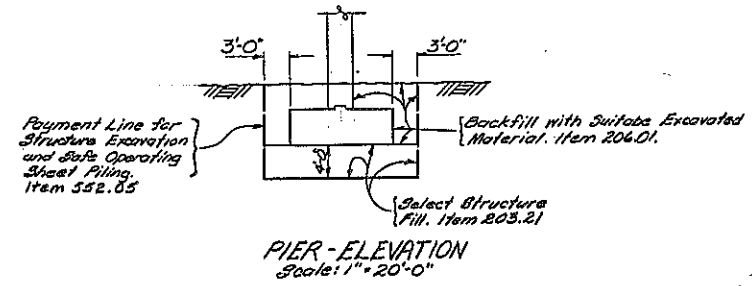 3'-0"
3'-0"
Payment Line for
Structure Excavation
and Safe Operating
Sheet Piling.
Item 552.05
Backfill with Suitabe Excavated
Material. Item 206.01.
Select Structure
Fill. Item 203.21
PIER-ELEVATION
Scale: 1" = 20'-0"